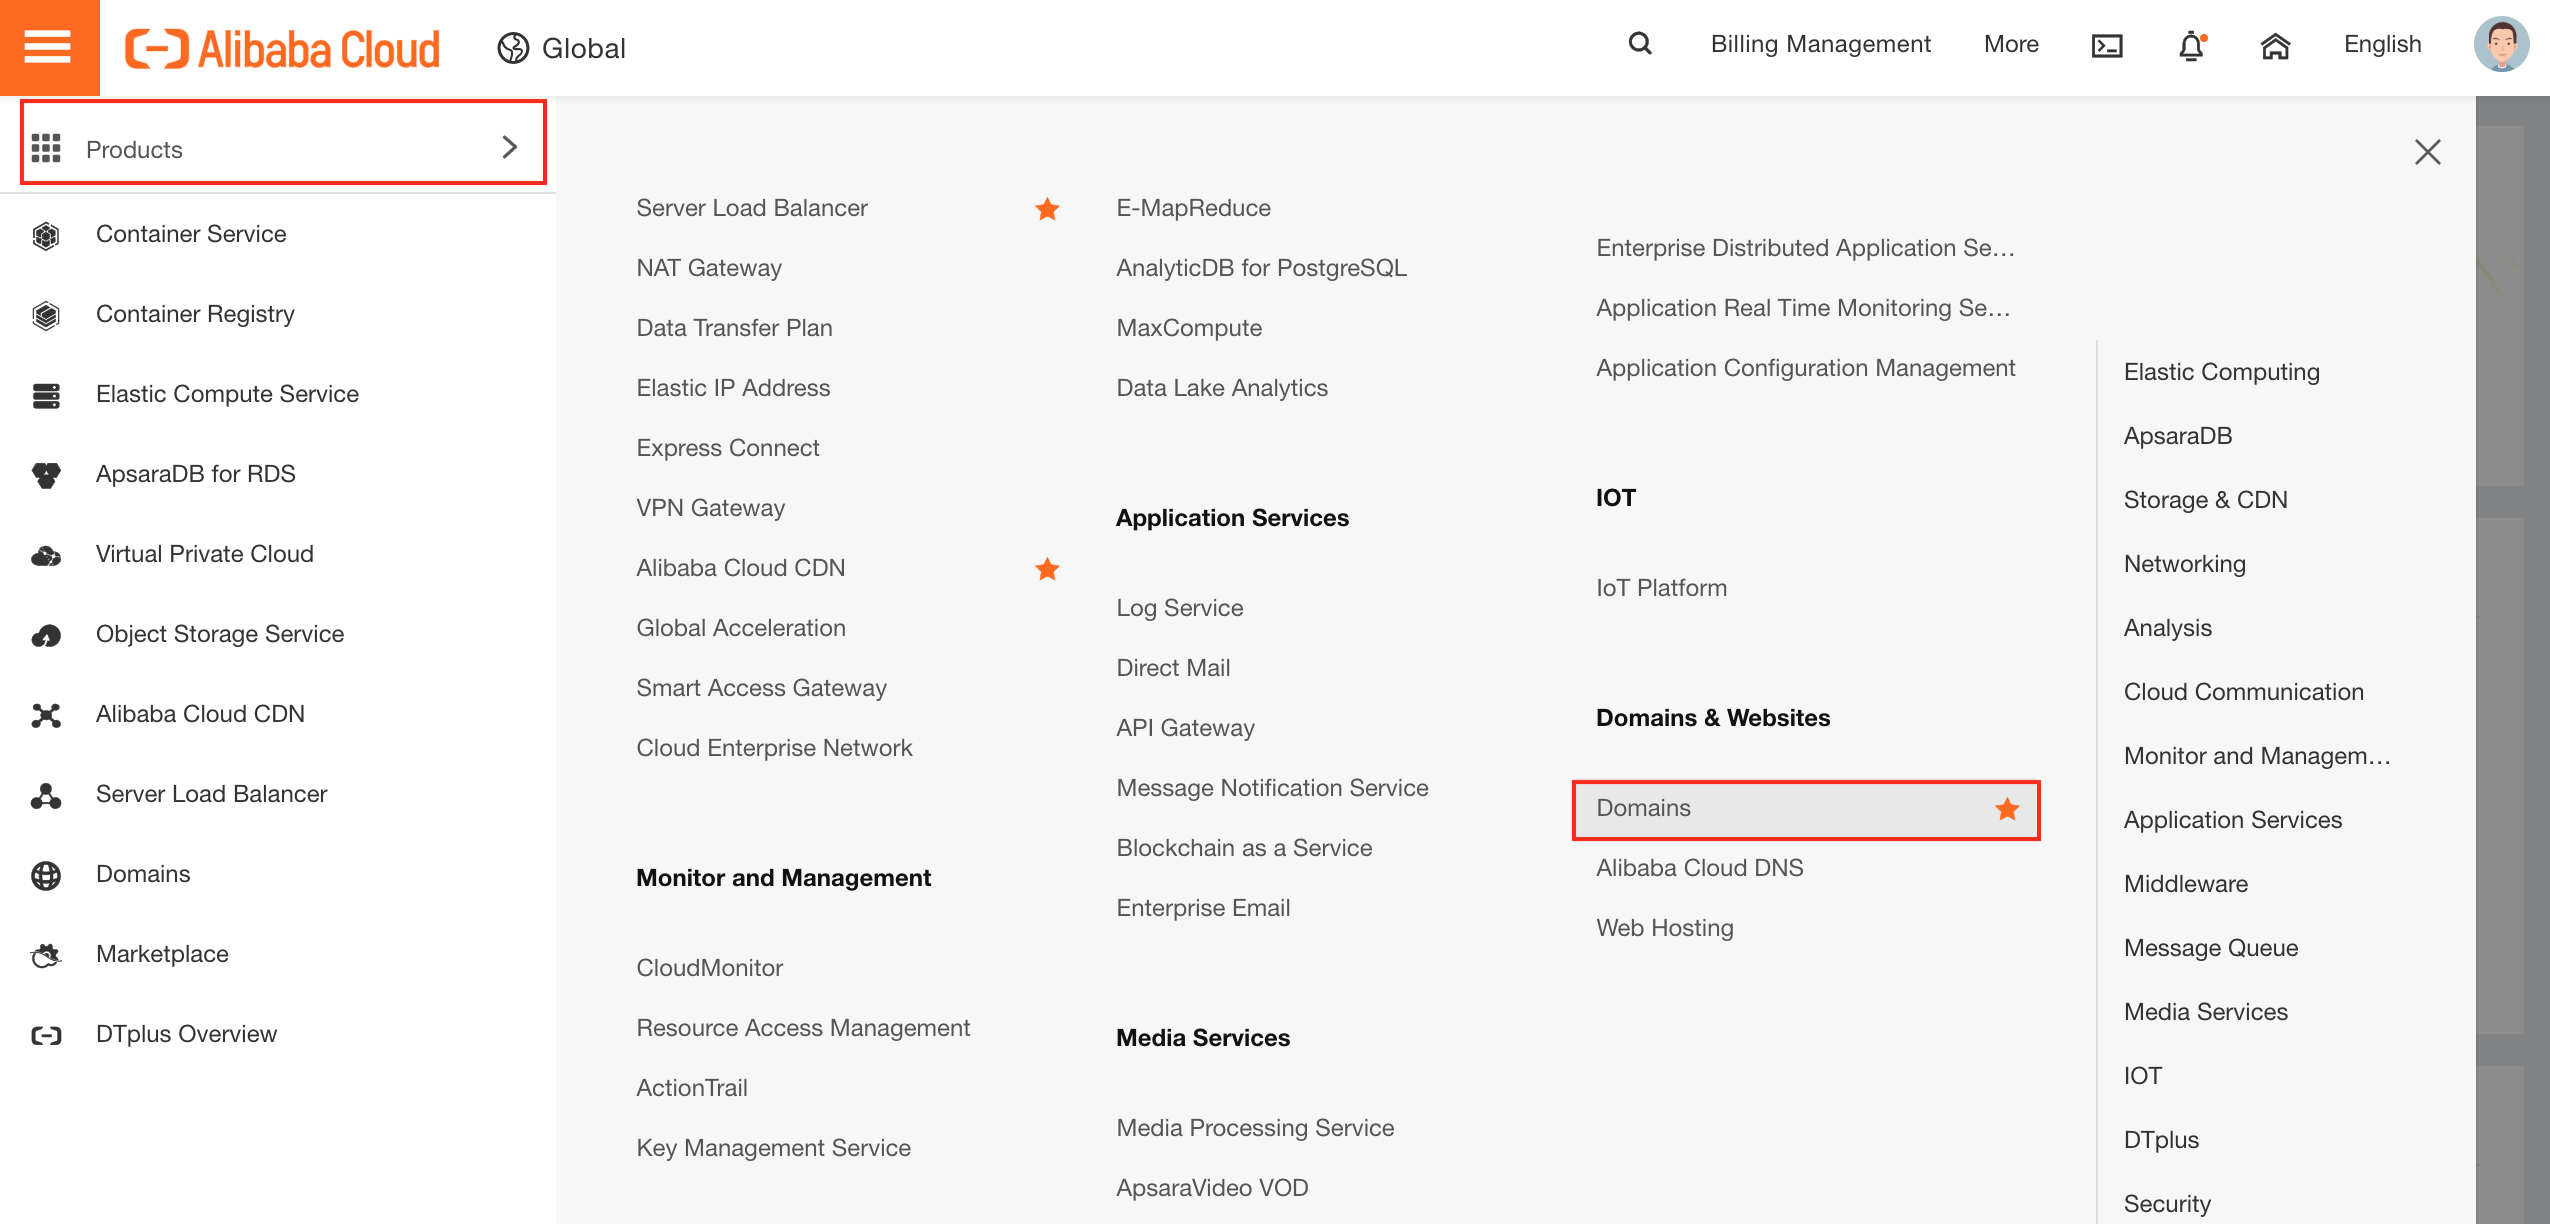 Alibaba Cloud
Global
Billing Management
More
English
Products
Container Service
Container Registry
Elastic Compute Service
ApsaraDB for RDS
Virtual Private Cloud
Object Storage Service
Alibaba Cloud CDN
Server Load Balancer
Domains
Marketplace
DTplus Overview
Server Load Balancer
NAT Gateway
Data Transfer Plan
Elastic IP Address
Express Connect
VPN Gateway
Alibaba Cloud CDN
Global Acceleration
Smart Access Gateway
Cloud Enterprise Network
Monitor and Management
CloudMonitor
Resource Access Management
ActionTrail
Key Management Service
E-MapReduce
AnalyticDB for PostgreSQL
MaxCompute
Data Lake Analytics
Application Services
Log Service
Direct Mail
API Gateway
Message Notification Service
Blockchain as a Service
Enterprise Email
Media Services
Media Processing Service
ApsaraVideo VOD
Enterprise Distributed Application Se...
Application Real Time Monitoring Se...
Application Configuration Management
IOT
IoT Platform
Domains & Websites
Domains
Alibaba Cloud DNS
Web Hosting
Elastic Computing
ApsaraDB
Storage & CDN
Networking
Analysis
Cloud Communication
Monitor and Managem...
Application Services
Middleware
Message Queue
Media Services
IOT
DTplus
Security